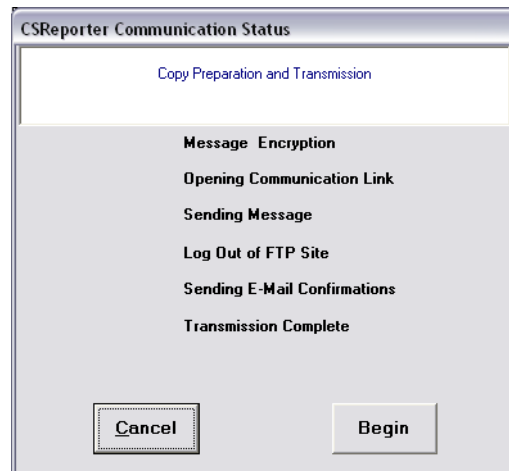 CSReporter Communication Status
Copy Preparation and Transmission
Message Encryption
Opening Communication Link
Sending Message
Log Out of FTP Site
Sending E-Mail Confirmations
Transmission Complete
Cancel
Begin